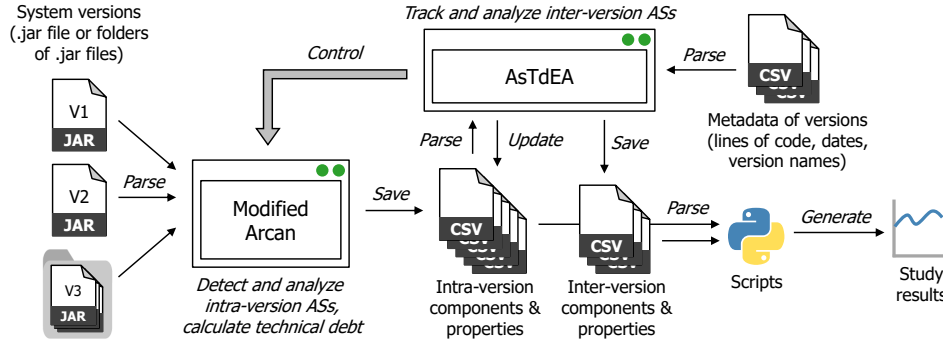 System versions
(.jar file or folders
of .jar files)
V1
JAR
V2
JAR
V3
JAR
Parse
Control
Modified
Arcan
Detect and analyze
intra-version ASs,
calculate technical debt
Save
Track and analyze inter-version ASs
AsTdEA
Parse
Update
Save
Parse
CSV
Metadata of versions
(lines of code, dates,
version names)
CSV
CSV
Intra-version
components &
properties
CSV
CSV
Inter-version
components &
properties
Parse
Scripts
Generate
Study
results